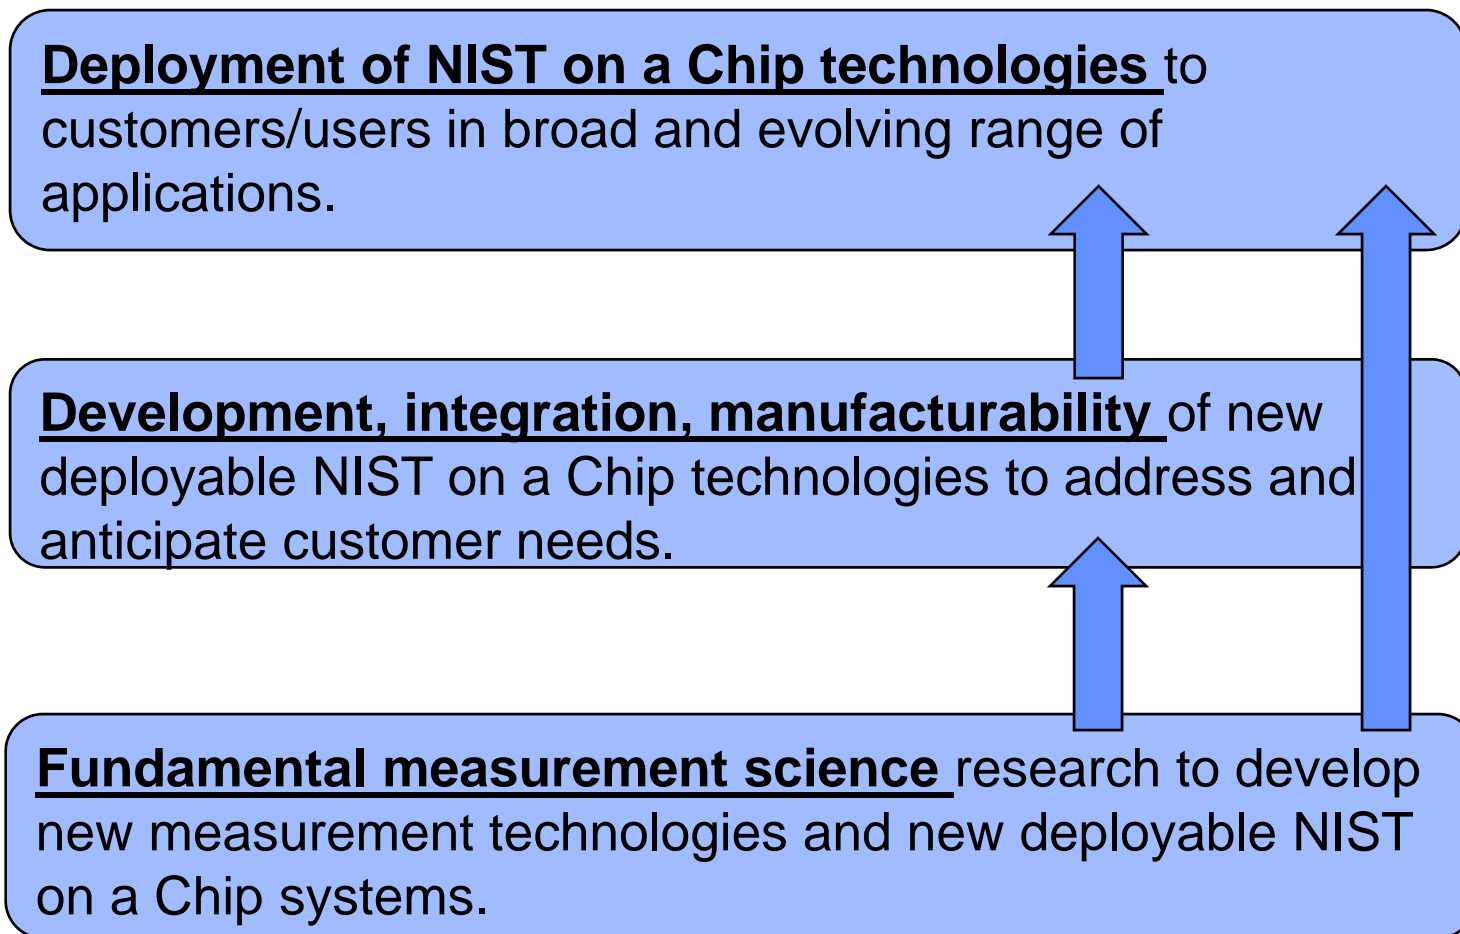 Deployment of NIST on a Chip technologies to
customers/users in broad and evolving range of
applications.
Development, integration, manufacturability of new
deployable NIST on a Chip technologies to address and
anticipate customer needs.
Fundamental measurement science research to develop
new measurement technologies and new deployable NIST
on a Chip systems.